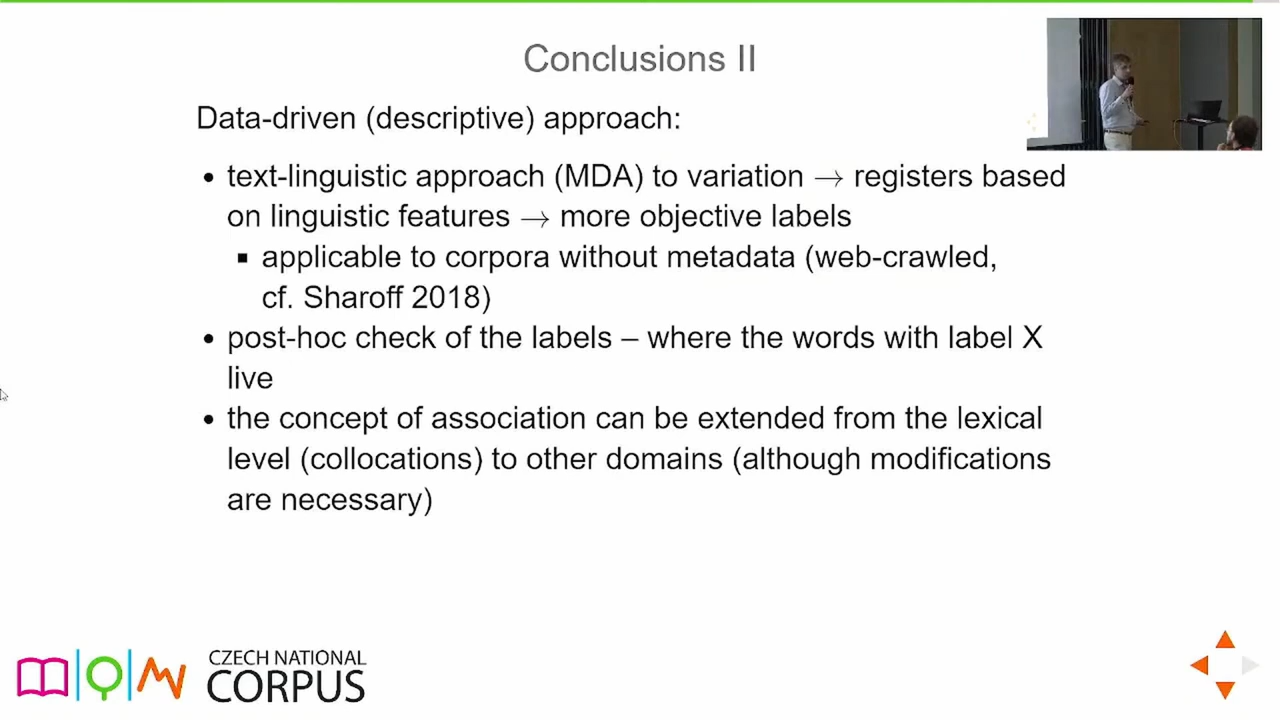 Conclusions II
Data-driven (descriptive) approach:
• text-linguistic approach (MDA) to variation → registers based
on linguistic features → more objective labels
▪ applicable to corpora without metadata (web-crawled,
cf. Sharoff 2018)
• post-hoc check of the labels – where the words with label X
live
• the concept of association can be extended from the lexical
level (collocations) to other domains (although modifications
are necessary)
CZECH NATIONAL
CORPUS